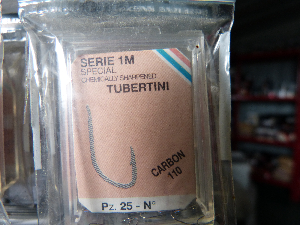 SERIE 1M
SPECIAL
CHEMICALLY SHARPENED
TUBERTINI
CARBON
110
Pz. 25 - N°